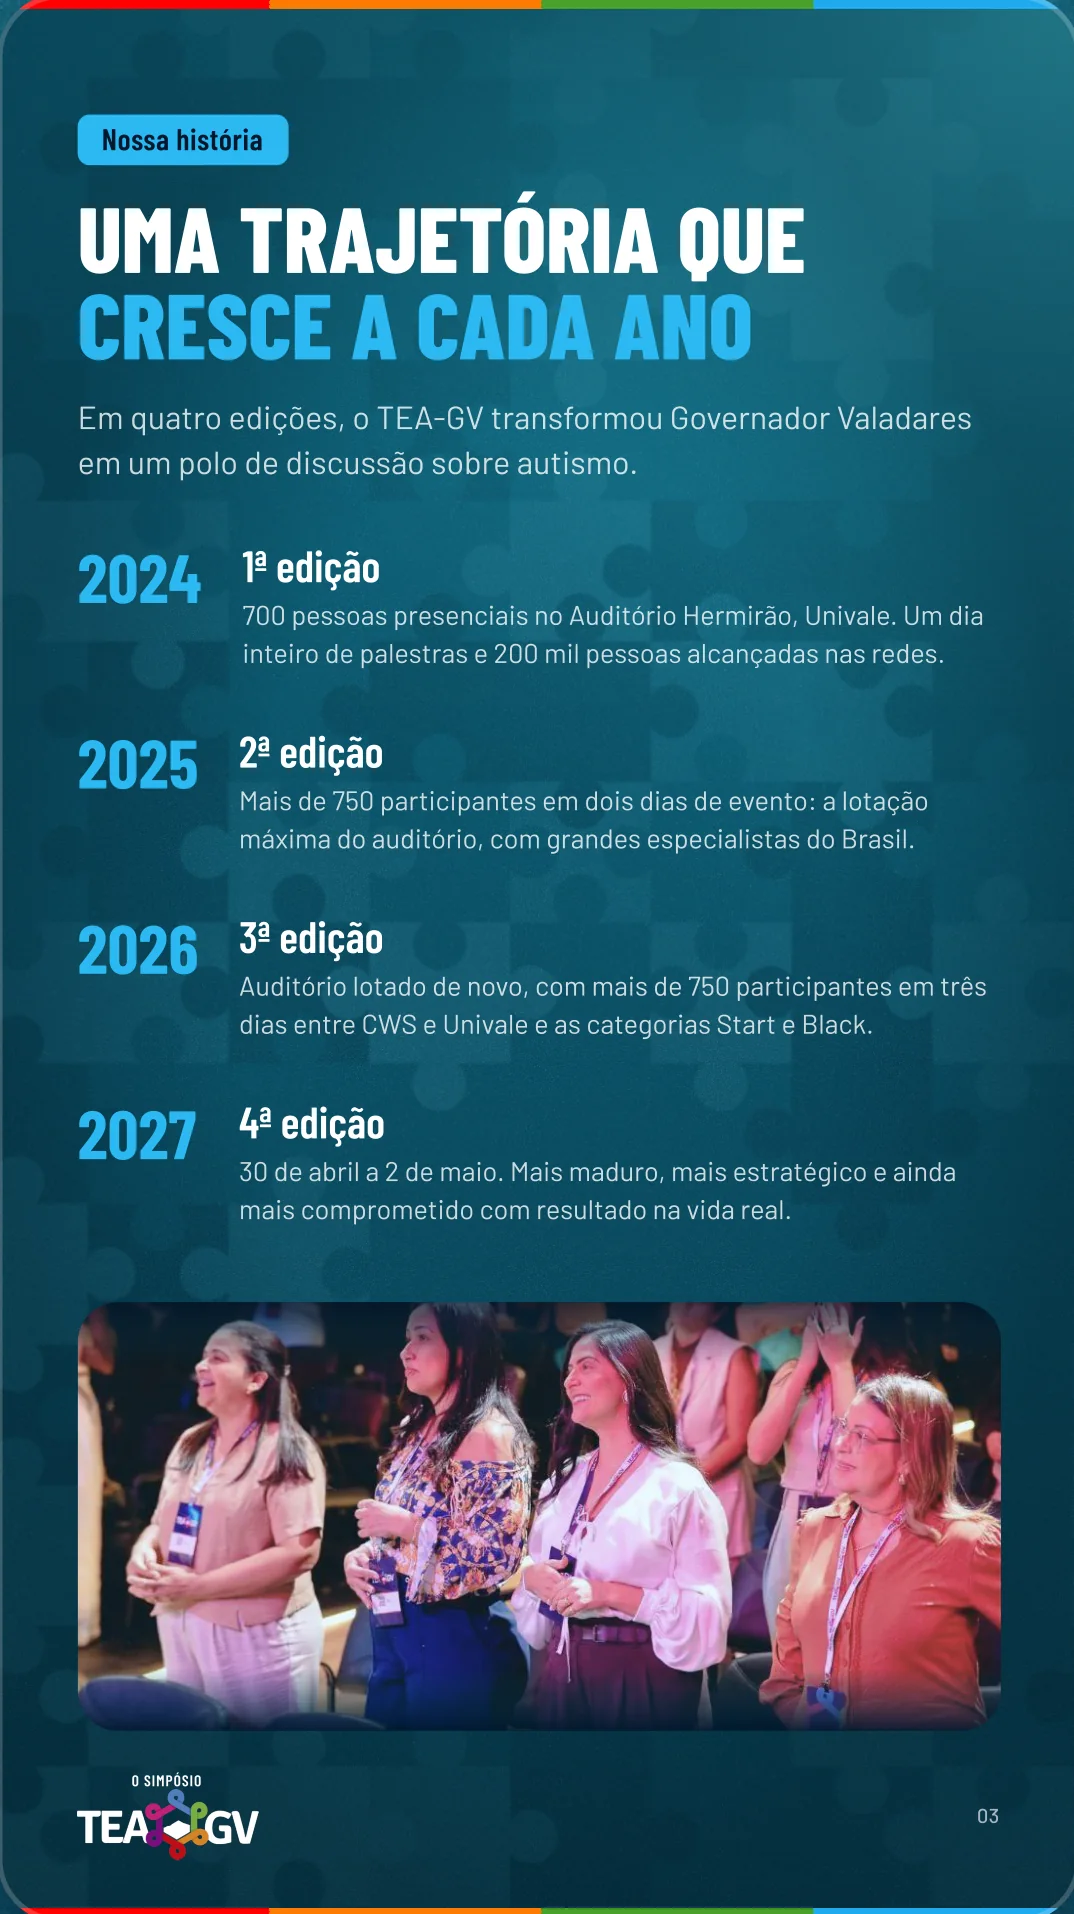 Nossa história
UMA TRAJETÓRIA QUE
CRESCE A CADA ANO
Em quatro edições, o TEA-GV transformou Governador Valadares
em um polo de discussão sobre autismo.
2024
1ª edição
700 pessoas presenciais no Auditório Hermirão, Univale. Um dia
inteiro de palestras e 200 mil pessoas alcançadas nas redes.
2025
2ª edição
Mais de 750 participantes em dois dias de evento: a lotação
máxima do auditório, com grandes especialistas do Brasil.
2026
3ª edição
Auditório lotado de novo, com mais de 750 participantes em três
dias entre CWS e Univale e as categorias Start e Black.
2027
4ª edição
30 de abril a 2 de maio. Mais maduro, mais estratégico e ainda
mais comprometido com resultado na vida real.
O SIMPÓSIO
TEA GV
03